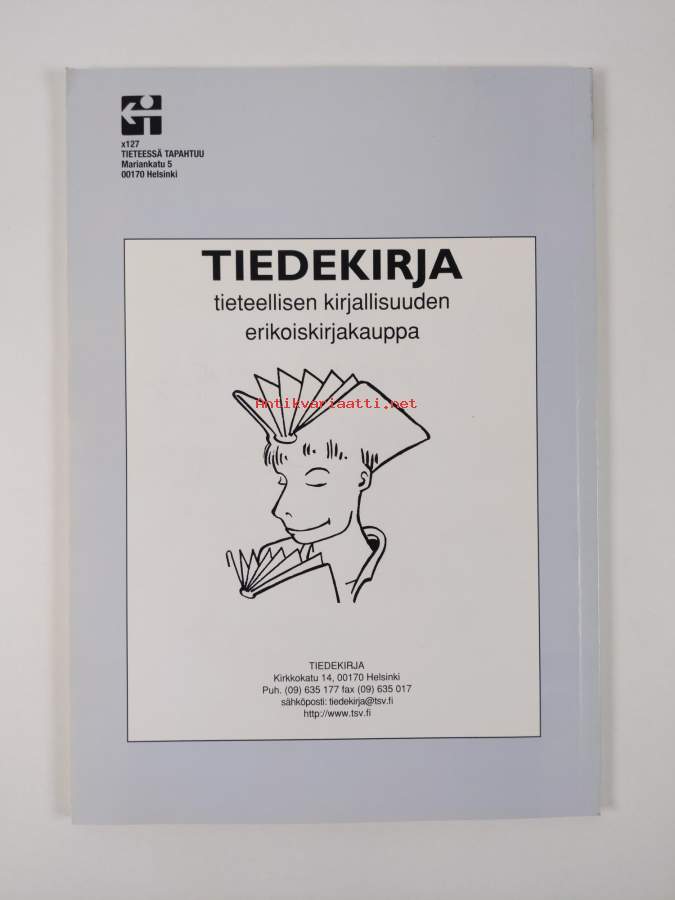 x127
TIETEESSÄ TAPAHTUU
Mariankatu 5
00170 Helsinki
TIEDEKIRJA
tieteellisen kirjallisuuden
erikoiskirjakauppa
Antikvariaatti.net
TIEDEKIRJA
Kirkkokatu 14, 00170 Helsinki
Puh. (09) 635 177 fax (09) 635 017
sähköposti: tiedekirja@tsv.fi
http://www.tsv.fi